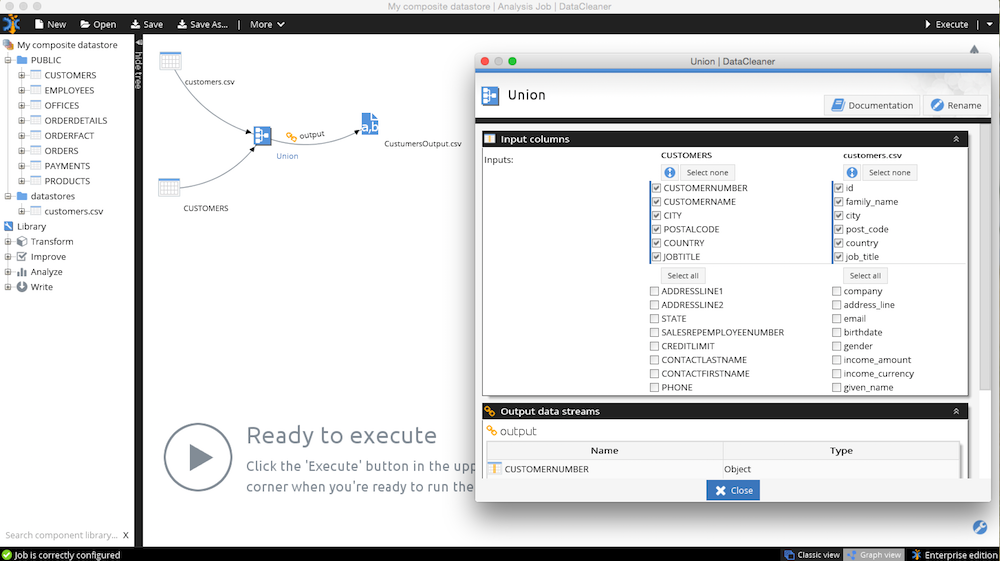 My composite datastore | Analysis Job | DataCleaner
New Open Save Save As... | More Execute
My composite datastore
PUBLIC
CUSTOMERS
EMPLOYEES
OFFICES
ORDERDETAILS
ORDERFACT
ORDERS
PAYMENTS
PRODUCTS
datastores
customers.csv
Library
Transform
Improve
Analyze
Write
Search component library... X
hide tree
customers.csv
output
a,b
CustumersOutput.csv
Union
CUSTOMERS
Ready to execute
Click the 'Execute' button in the upp
corner when you're ready to run the
Union | DataCleaner
Union
Documentation Rename
Input columns
Inputs:
CUSTOMERS
Select none
CUSTOMERNUMBER
CUSTOMERNAME
CITY
POSTALCODE
COUNTRY
JOBTITLE
Select all
ADDRESSLINE1
ADDRESSLINE2
STATE
SALESREPEMPLOYEENUMBER
CREDITLIMIT
CONTACTLASTNAME
CONTACTFIRSTNAME
PHONE
customers.csv
Select none
id
family_name
city
post_code
country
job_title
Select all
company
address_line
email
birthdate
gender
income_amount
income_currency
given_name
Output data streams
output
Name Type
CUSTOMERNUMBER Object
Close
Job is correctly configured
Classic view Graph view Enterprise edition